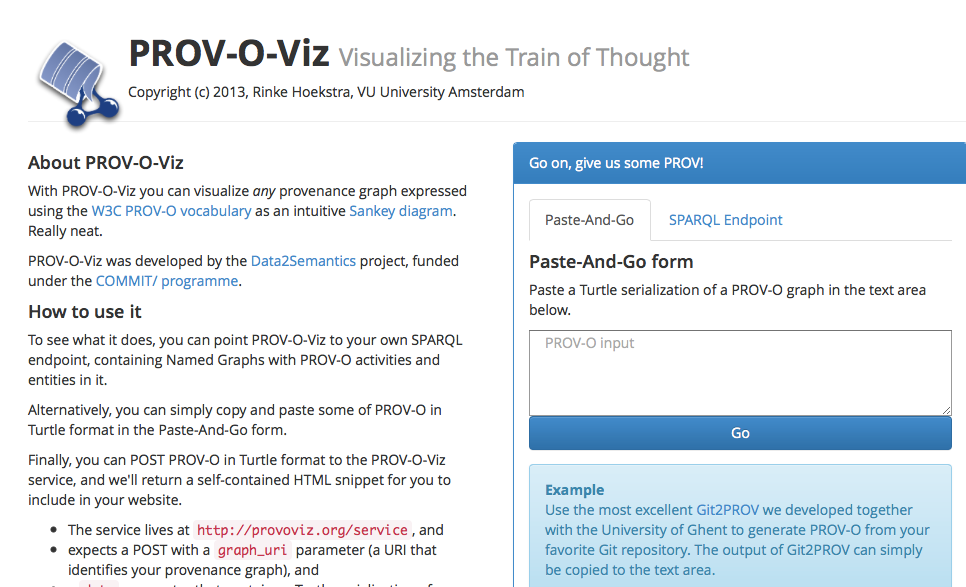 PROV-O-Viz Visualizing the Train of Thought
Copyright (c) 2013, Rinke Hoekstra, VU University Amsterdam
About PROV-O-Viz
With PROV-O-Viz you can visualize any provenance graph expressed
using the W3C PROV-O vocabulary as an intuitive Sankey diagram.
Really neat.
PROV-O-Viz was developed by the Data2Semantics project, funded
under the COMMIT/ programme.
How to use it
To see what it does, you can point PROV-O-Viz to your own SPARQL
endpoint, containing Named Graphs with PROV-O activities and
entities in it.
Alternatively, you can simply copy and paste some of PROV-O in
Turtle format in the Paste-And-Go form.
Finally, you can POST PROV-O in Turtle format to the PROV-O-Viz
service, and we'll return a self-contained HTML snippet for you to
include in your website.
• The service lives at http://provoviz.org/service, and
• expects a POST with a graph_uri parameter (a URI that
identifies your provenance graph), and
Go on, give us some PROV!
Paste-And-Go SPARQL Endpoint
Paste-And-Go form
Paste a Turtle serialization of a PROV-O graph in the text area
below.
PROV-O input
Go
Example
Use the most excellent Git2PROV we developed together
with the University of Ghent to generate PROV-O from your
favorite Git repository. The output of Git2PROV can simply
be copied to the text area.